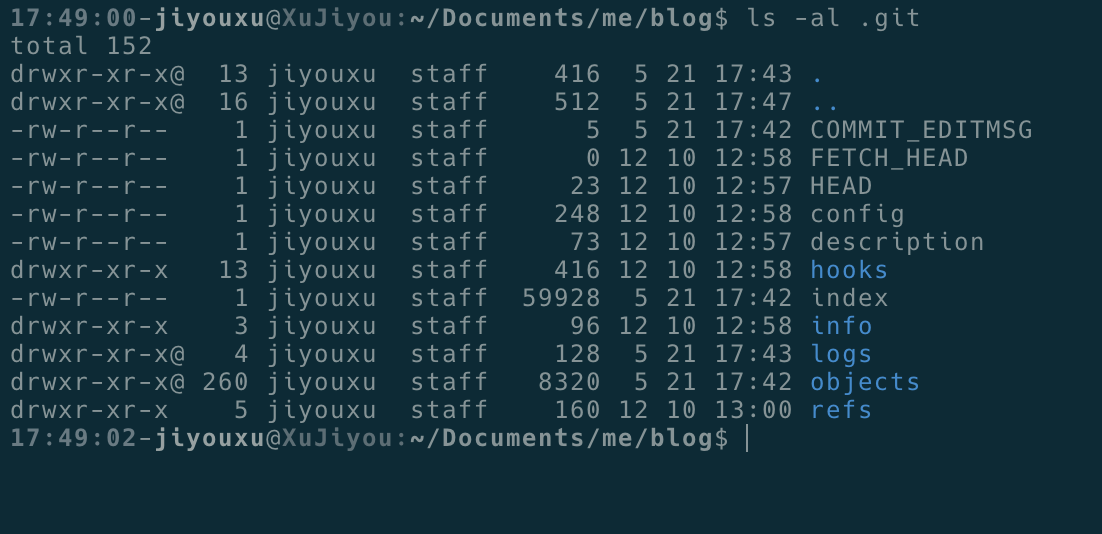 17:49:00-jiyouxu@XuJiyou:~/Documents/me/blog$ ls -al .git
total 152
drwxr-xr-x@  13 jiyouxu  staff    416  5 21 17:43 .
drwxr-xr-x@  16 jiyouxu  staff    512  5 21 17:47 ..
-rw-r--r--    1 jiyouxu  staff      5  5 21 17:42 COMMIT_EDITMSG
-rw-r--r--    1 jiyouxu  staff      0 12 10 12:58 FETCH_HEAD
-rw-r--r--    1 jiyouxu  staff     23 12 10 12:57 HEAD
-rw-r--r--    1 jiyouxu  staff    248 12 10 12:58 config
-rw-r--r--    1 jiyouxu  staff     73 12 10 12:57 description
drwxr-xr-x   13 jiyouxu  staff    416 12 10 12:58 hooks
-rw-r--r--    1 jiyouxu  staff  59928  5 21 17:42 index
drwxr-xr-x    3 jiyouxu  staff     96 12 10 12:58 info
drwxr-xr-x@   4 jiyouxu  staff    128  5 21 17:43 logs
drwxr-xr-x@ 260 jiyouxu  staff   8320  5 21 17:42 objects
drwxr-xr-x    5 jiyouxu  staff    160 12 10 13:00 refs
17:49:02-jiyouxu@XuJiyou:~/Documents/me/blog$